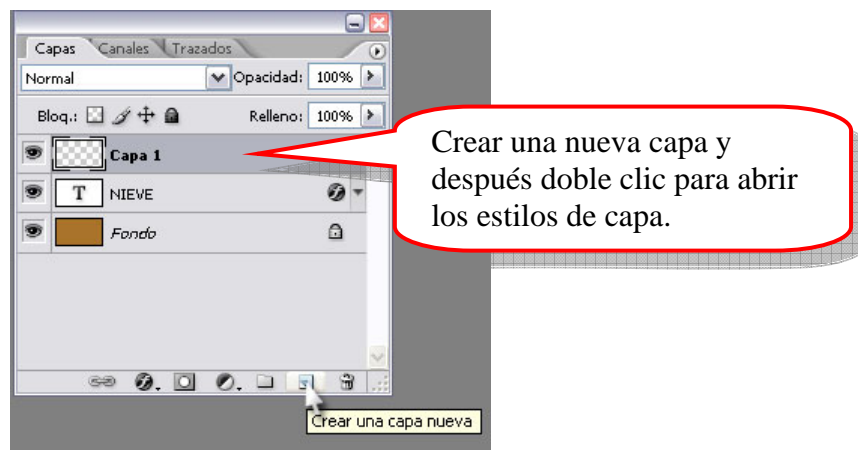 Capas Canales Trazados
Normal Opacidad: 100%
Bloq.: Relleno: 100%
Capa 1
T NIEVE
Fondo
Crear una capa nueva
Crear una nueva capa y
después doble clic para abrir
los estilos de capa.